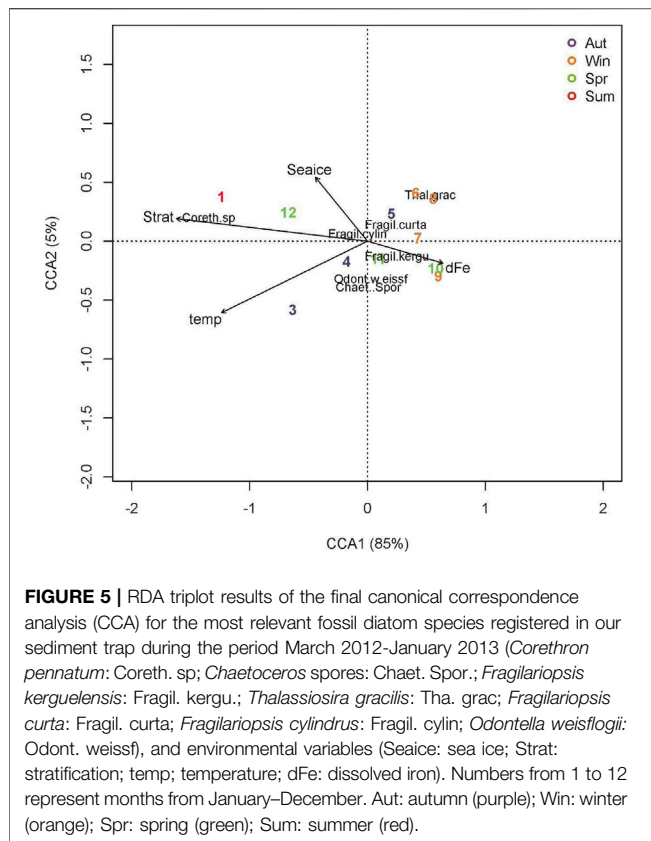 1.5
1.0
0.5
0.0
-0.5
-1.0
-1.5
-2.0
CCA2 (5%)
Aut
Win
Spr
Sum
Seaice
1
12
Strat
Coreth.sp
5
6
Thal.grac
Fragil.curta
Fragil.cylin
7
Fragil.kergu
4
11
10
dFe
9
Odont.w eissf
Chaet..Spor
3
temp
-2
-1
0
1
2
CCA1 (85%)
FIGURE 5 | RDA triplot results of the final canonical correspondence
analysis (CCA) for the most relevant fossil diatom species registered in our
sediment trap during the period March 2012-January 2013 (Corethron
pennatum: Coreth. sp; Chaetoceros spores: Chaet. Spor.; Fragilariopsis
kerguelensis: Fragil. kergu.; Thalassiosira gracilis: Tha. grac; Fragilariopsis
curta: Fragil. curta; Fragilariopsis cylindrus: Fragil. cylin; Odontella weisflogii:
Odont. weissf), and environmental variables (Seaice: sea ice; Strat:
stratification; temp; temperature; dFe: dissolved iron). Numbers from 1 to 12
represent months from January–December. Aut: autumn (purple); Win: winter
(orange); Spr: spring (green); Sum: summer (red).